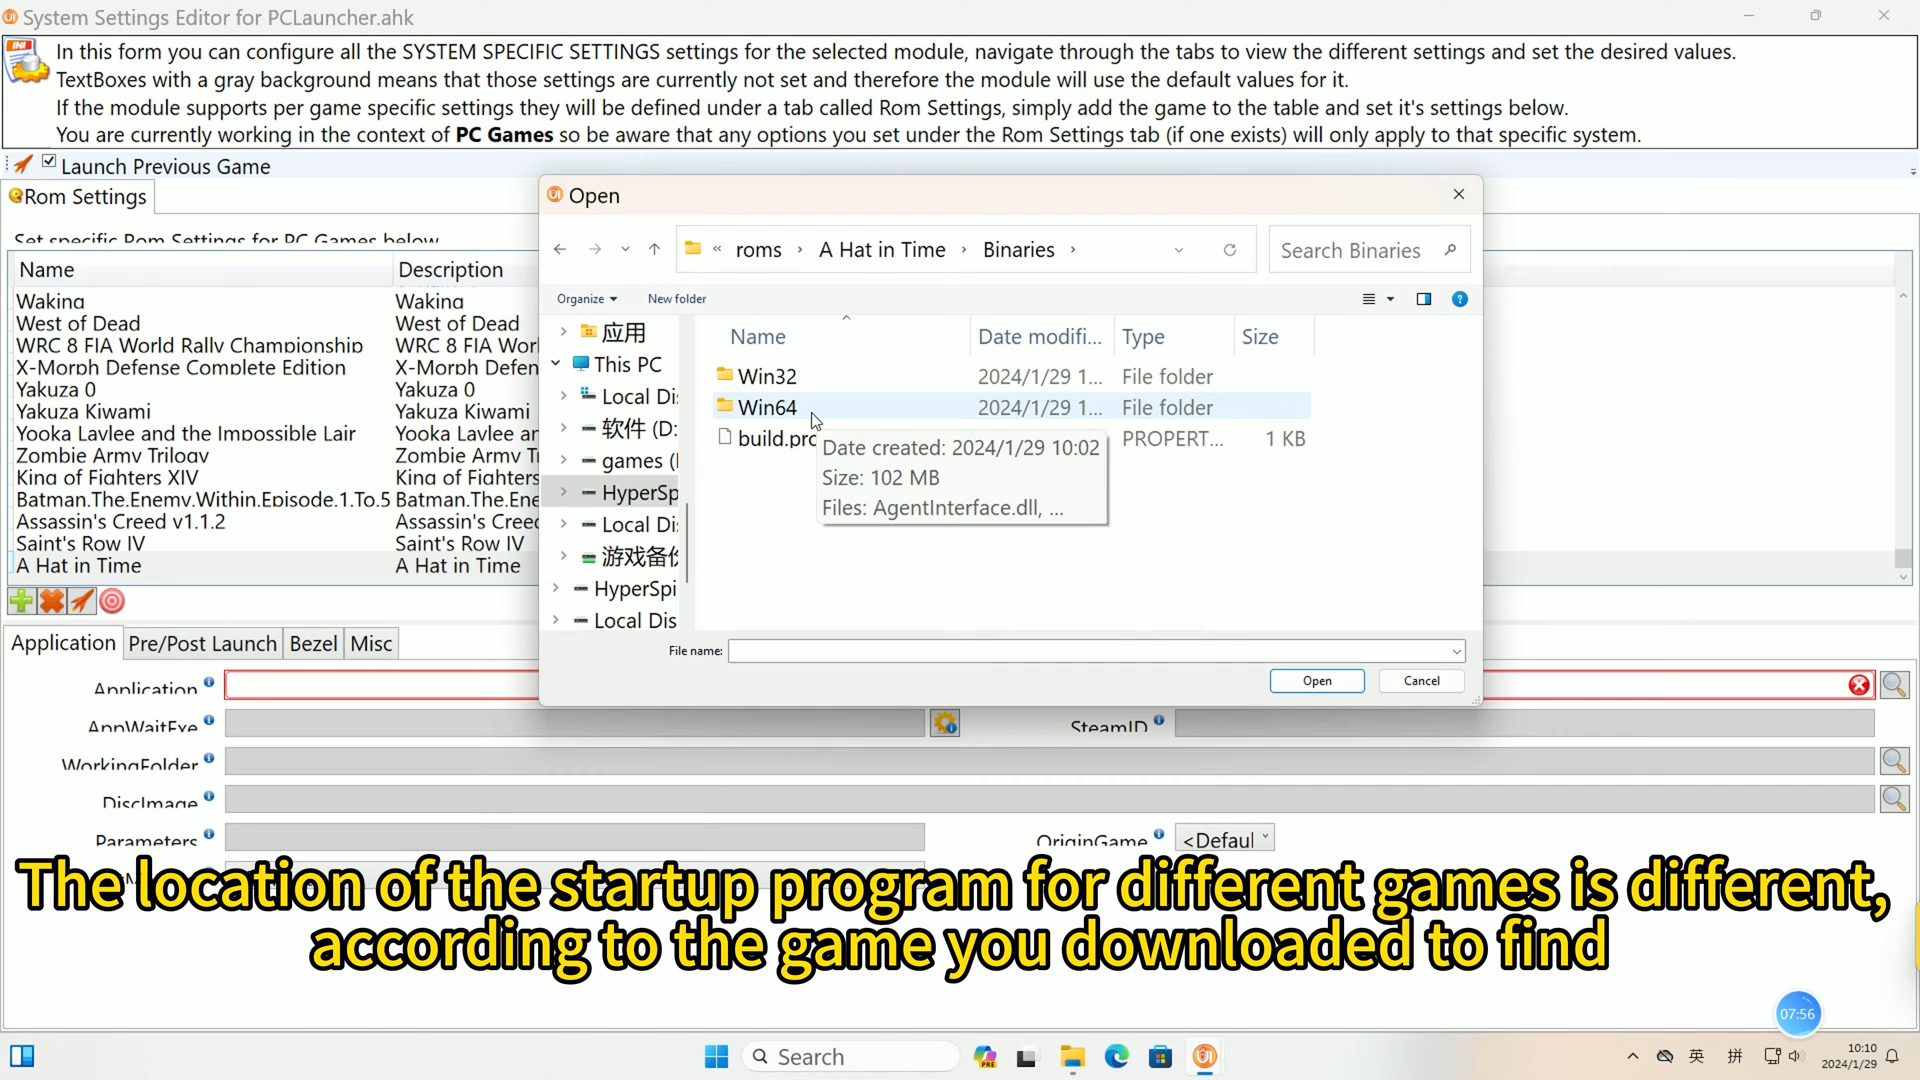 System Settings Editor for PCLauncher.ahk
In this form you can configure all the SYSTEM SPECIFIC SETTINGS settings for the selected module, navigate through the tabs to view the different settings and set the desired values.
TextBoxes with a gray background means that those settings are currently not set and therefore the module will use the default values for it.
If the module supports per game specific settings they will be defined under a tab called Rom Settings, simply add the game to the table and set it's settings below.
You are currently working in the context of PC Games so be aware that any options you set under the Rom Settings tab (if one exists) will only apply to that specific system.
Launch Previous Game
Rom Settings
Set specific Rom Settings for PC Games below
Name Description
Wakina Wakina
West of Dead West of Dead
WRC 8 FIA World Rally Championship WRC 8 FIA Wor
X-Morph Defense Complete Edition X-Morph Defen
Yakuza 0 Yakuza 0
Yakuza Kiwami Yakuza Kiwami
Yooka Laylee and the Impossible Lair Yooka Laylee ar
Zombie Army Trilogy Zombie Army T
King of Fighters XIV King of Fighters
Batman.The.Enemy.Within.Episode.1.To.5 Batman.The.Ene
Assassin's Creed v1.1.2 Assassin's Creec
Saint's Row IV Saint's Row IV
A Hat in Time A Hat in Time
Open
« roms › A Hat in Time › Binaries ›
Search Binaries
Organize New folder
应用
This PC
Local Di
软件 (D:
games (
HyperSp
Local Di
游戏备份
HyperSpi
Local Dis
Name Date modifi... Type Size
Win32 2024/1/29 1... File folder
Win64 2024/1/29 1... File folder
build.pro PROPERT... 1 KB
Date created: 2024/1/29 10:02
Size: 102 MB
Files: AgentInterface.dll, ...
File name:
Open Cancel
Application Pre/Post Launch Bezel Misc
Application
AppWaitExe SteamID
WorkingFolder
DiscImage
Parameters OriginGame <Defaul
The location of the startup program for different games is different,
according to the game you downloaded to find
07:56
Search
PRE
英 拼
10:10
2024/1/29